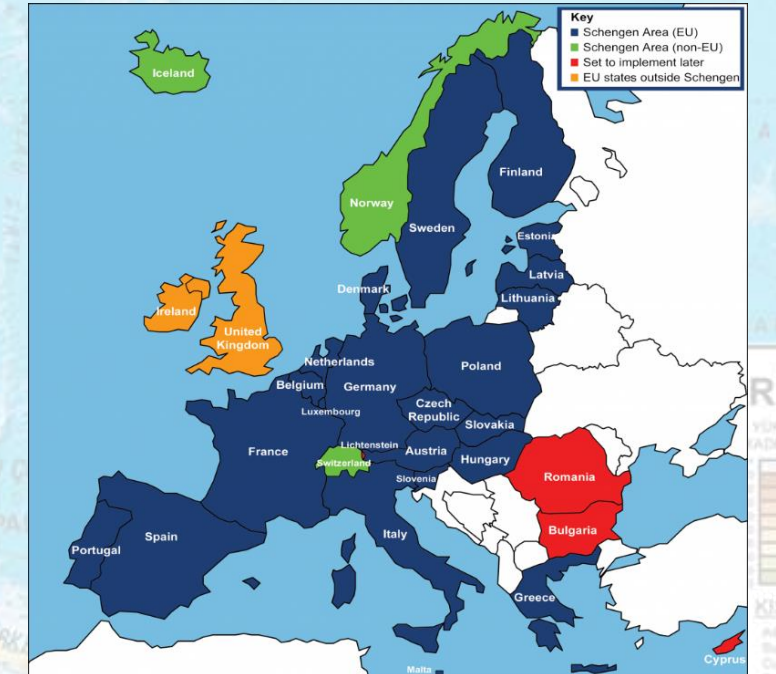 Key
Schengen Area (EU)
Schengen Area (non-EU)
Set to implement later
EU states outside Schengen
Iceland
Finland
Norway
Sweden
Estonia
Latvia
Denmark
Lithuania
Ireland
United
Kingdom
Netherlands
Poland
Belgium
Germany
Czech
Republic
Luxembourg
Slovakia
Lichtenstein
France
Austria
Switzerland
Hungary
Slovenia
Romania
Bulgaria
Italy
Spain
Portugal
Greece
Cyprus
Malta